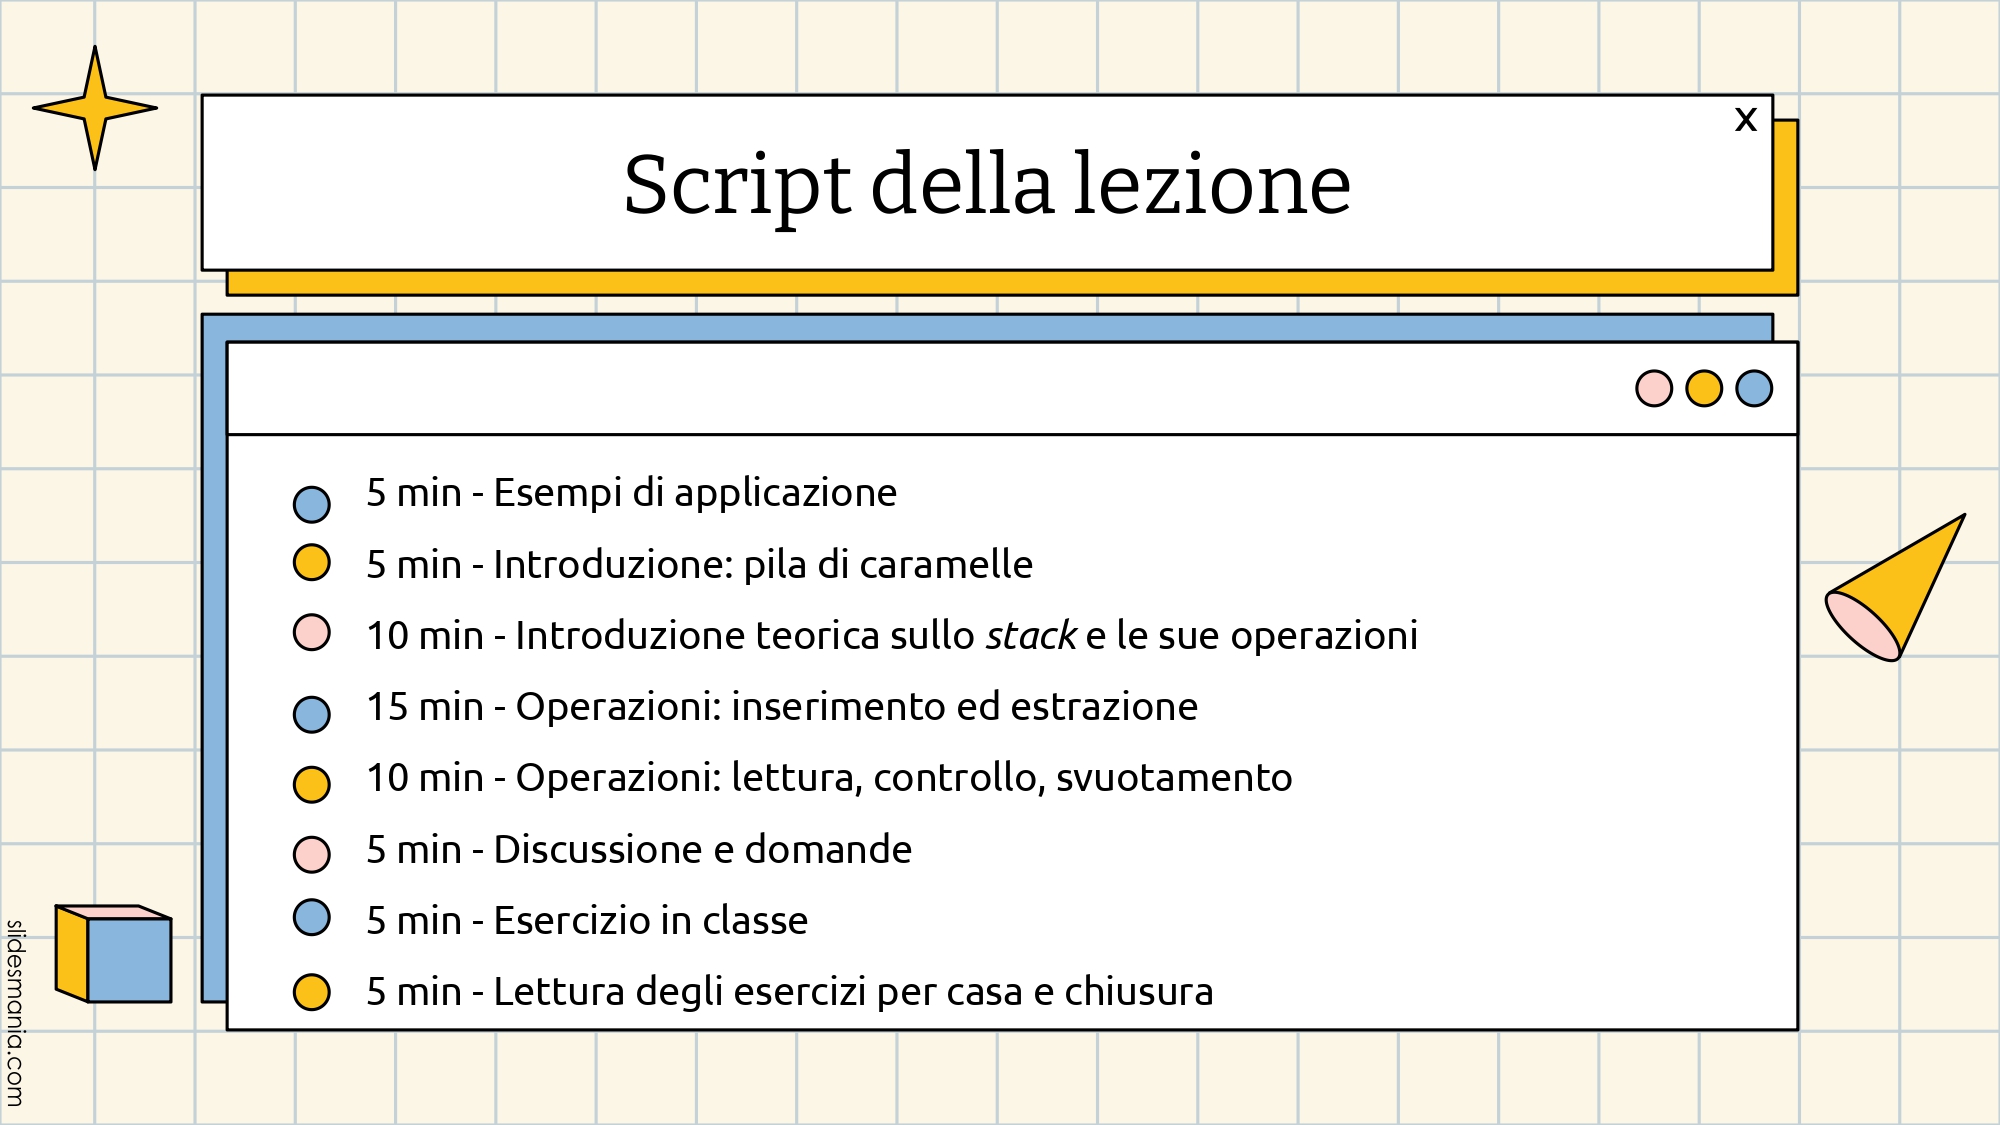 x
Script della lezione
5 min - Esempi di applicazione
5 min - Introduzione: pila di caramelle
10 min - Introduzione teorica sullo stack e le sue operazioni
15 min - Operazioni: inserimento ed estrazione
10 min - Operazioni: lettura, controllo, svuotamento
5 min - Discussione e domande
5 min - Esercizio in classe
5 min - Lettura degli esercizi per casa e chiusura
slidesmania.com